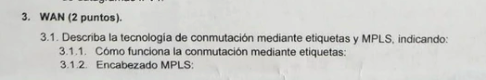 3. WAN (2 puntos).
3.1. Describa la tecnología de conmutación mediante etiquetas y MPLS, indicando:
3.1.1. Cómo funciona la conmutación mediante etiquetas:
3.1.2. Encabezado MPLS: